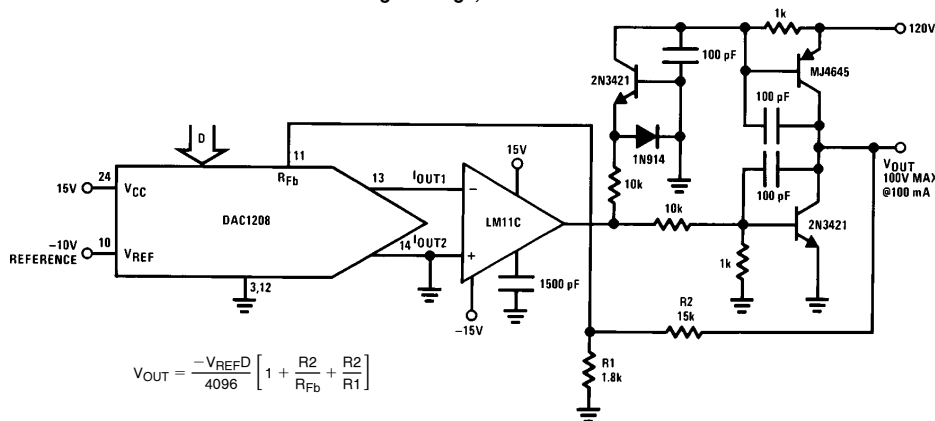 1k
120V
100 pF
2N3421
MJ4645
100 pF
D
11
RFb
1N914
VOUT
100V MAX
@100 mA
15V
24
VCC
13
IOUT1
15V
10k
100 pF
DAC1208
−
LM11C
10k
2N3421
−10V
REFERENCE
10
VREF
14
IOUT2
+
1k
3,12
1500 pF
−15V
R2
15k
R1
1.8k
VOUT = −VREFD/4096 [1 + R2/RFb + R2/R1]